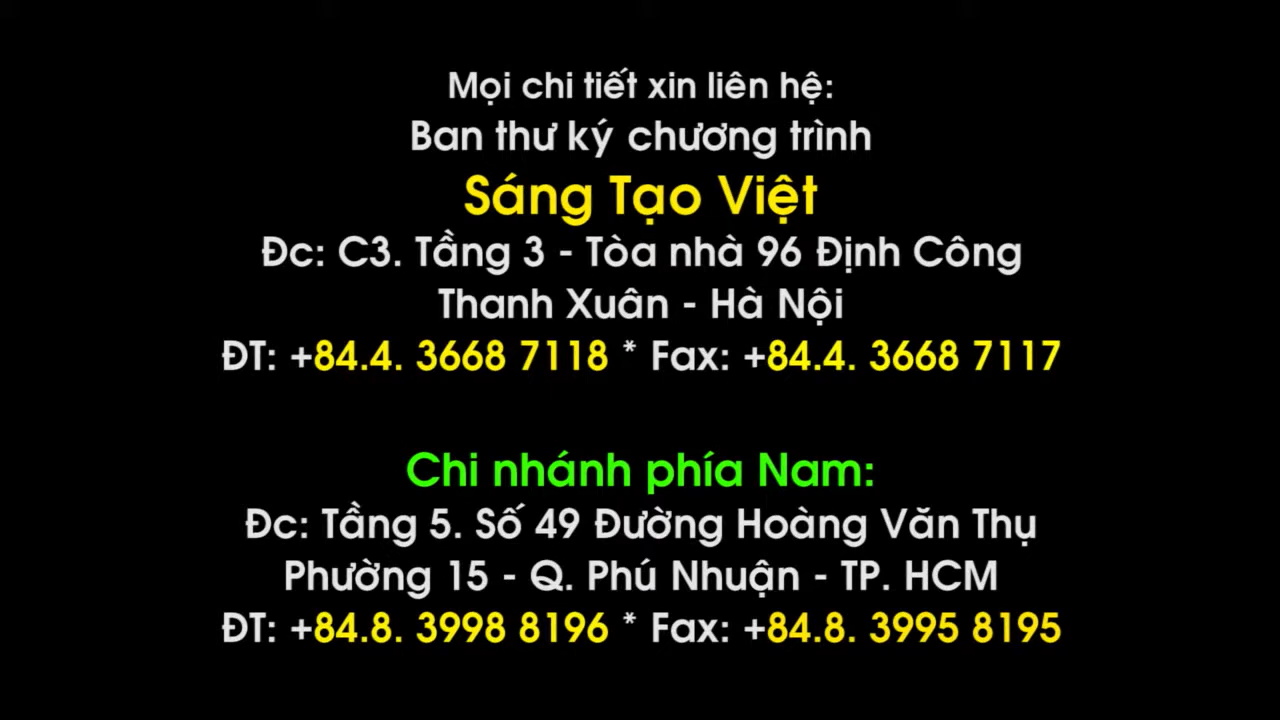 Mọi chi tiết xin liên hệ:
Ban thư ký chương trình
Sáng Tạo Việt
Đc: C3. Tầng 3 - Tòa nhà 96 Định Công
Thanh Xuân - Hà Nội
ĐT: +84.4. 3668 7118 * Fax: +84.4. 3668 7117
Chi nhánh phía Nam:
Đc: Tầng 5. Số 49 Đường Hoàng Văn Thụ
Phường 15 - Q. Phú Nhuận - TP. HCM
ĐT: +84.8. 3998 8196 * Fax: +84.8. 3995 8195